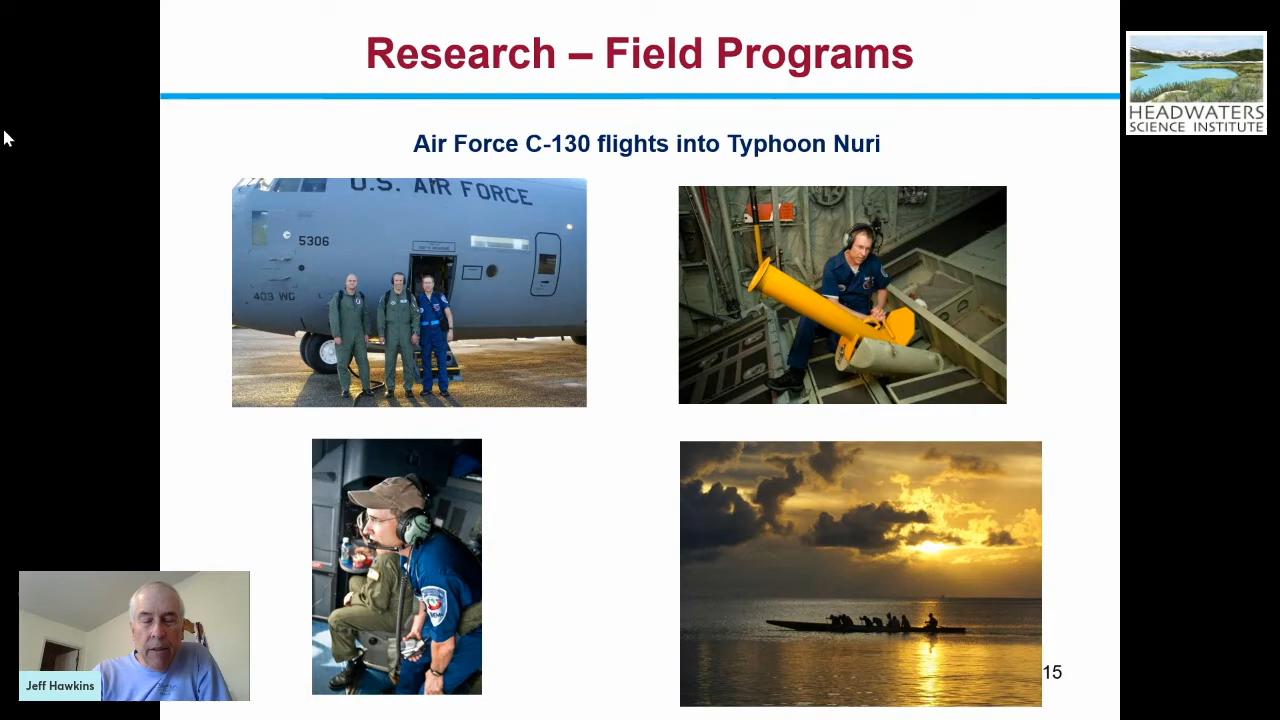 Research – Field Programs
HEADWATERS
SCIENCE INSTITUTE
Air Force C-130 flights into Typhoon Nuri
U.S. AIR FORCE
5306
403 WG
Jeff Hawkins
15